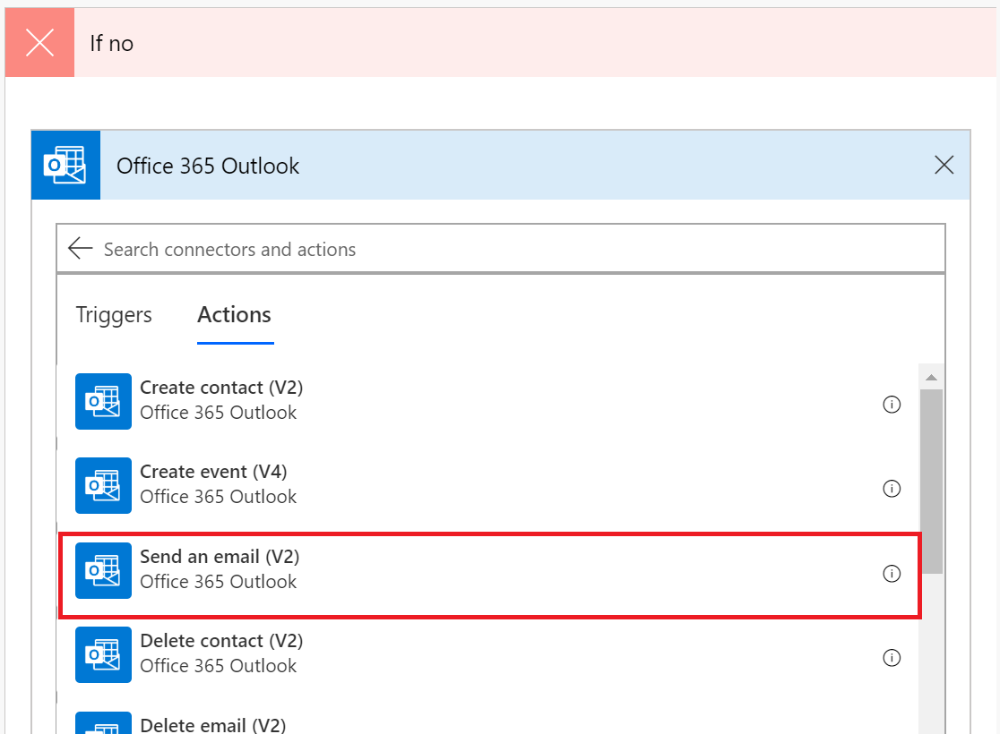 If no
Office 365 Outlook
Search connectors and actions
Triggers
Actions
Create contact (V2)
Office 365 Outlook
Create event (V4)
Office 365 Outlook
Send an email (V2)
Office 365 Outlook
Delete contact (V2)
Office 365 Outlook
Delete email (V2)